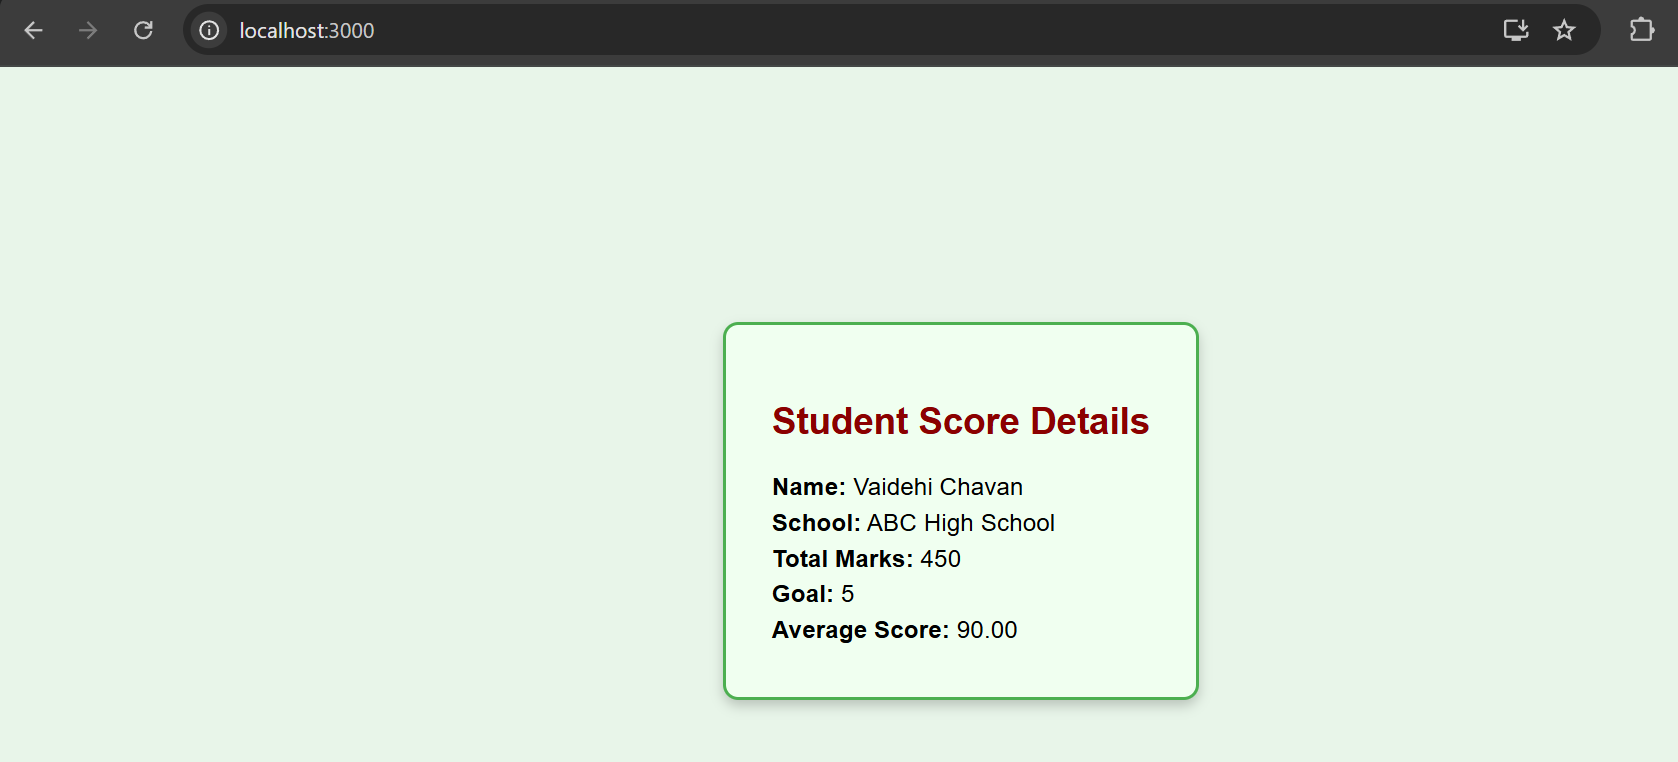 localhost:3000
Student Score Details
Name: Vaidehi Chavan
School: ABC High School
Total Marks: 450
Goal: 5
Average Score: 90.00